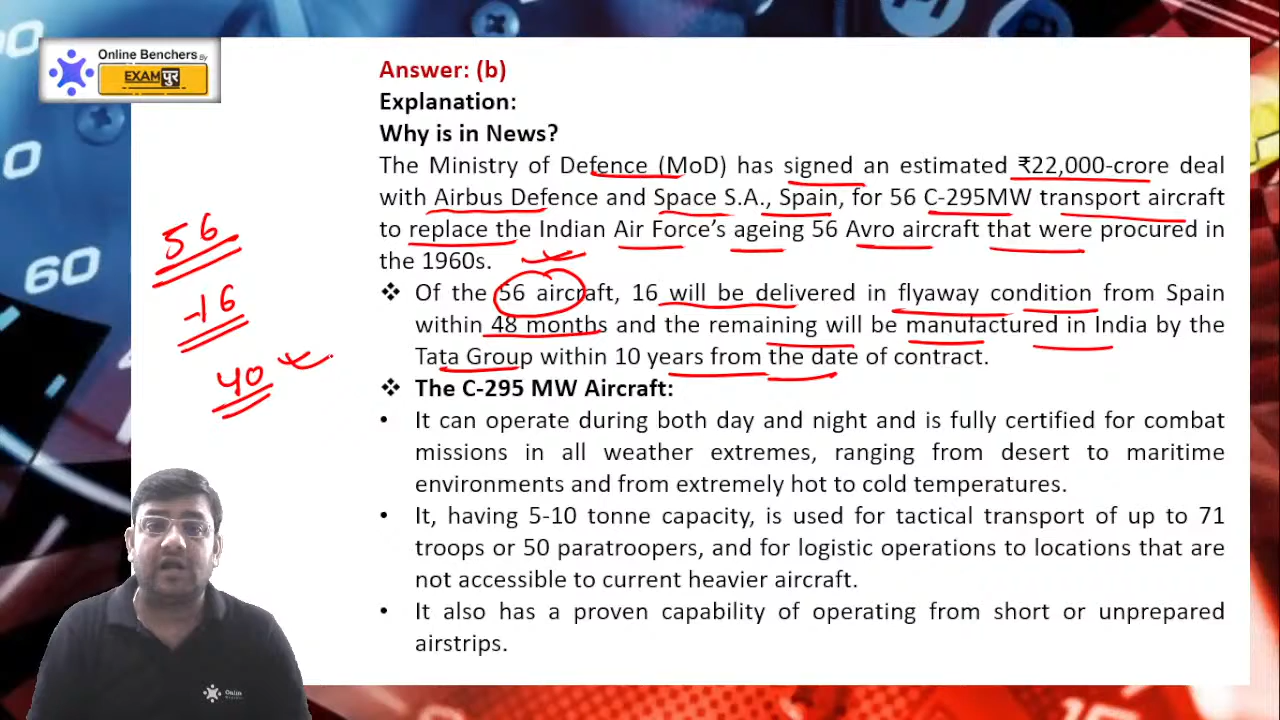 Online Benchers By
EXAMपुर
Answer: (b)
Explanation:
Why is in News?
The Ministry of Defence (MoD) has signed an estimated ₹22,000-crore deal
with Airbus Defence and Space S.A., Spain, for 56 C-295MW transport aircraft
to replace the Indian Air Force's ageing 56 Avro aircraft that were procured in
the 1960s.
❖ Of the 56 aircraft, 16 will be delivered in flyaway condition from Spain
within 48 months and the remaining will be manufactured in India by the
Tata Group within 10 years from the date of contract.
❖ The C-295 MW Aircraft:
• It can operate during both day and night and is fully certified for combat
missions in all weather extremes, ranging from desert to maritime
environments and from extremely hot to cold temperatures.
• It, having 5-10 tonne capacity, is used for tactical transport of up to 71
troops or 50 paratroopers, and for logistic operations to locations that are
not accessible to current heavier aircraft.
• It also has a proven capability of operating from short or unprepared
airstrips.
56
-16
40
60